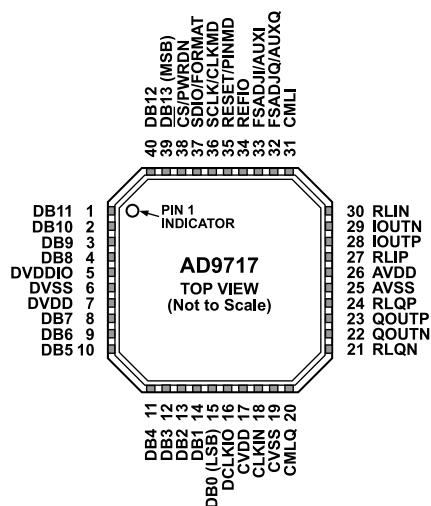 40 DB12
39 DB13 (MSB)
38 CS/PWRDN
37 SDIO/FORMAT
36 SCLK/CLKMD
35 RESET/PINMD
34 REFIO
33 FSADJI/AUXI
32 FSADJQ/AUXQ
31 CMLI
DB11 1
DB10 2
DB9 3
DB8 4
DVDDIO 5
DVSS 6
DVDD 7
DB7 8
DB6 9
DB5 10
PIN 1
INDICATOR
AD9717
TOP VIEW
(Not to Scale)
30 RLIN
29 IOUTN
28 IOUTP
27 RLIP
26 AVDD
25 AVSS
24 RLQP
23 QOUTP
22 QOUTN
21 RLQN
DB4 11
DB3 12
DB2 13
DB1 14
DB0 (LSB) 15
DCLKIO 16
CVDD 17
CLKIN 18
CVSS 19
CMLQ 20